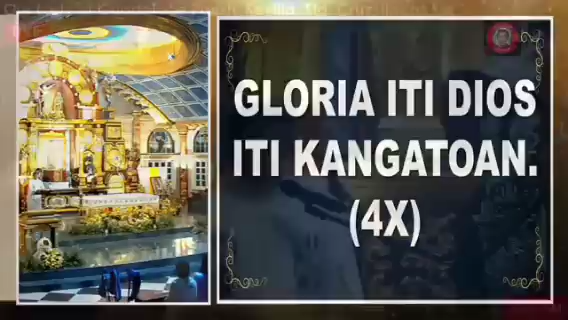 GLORIA ITI DIOS
ITI KANGATOAN.
(4X)